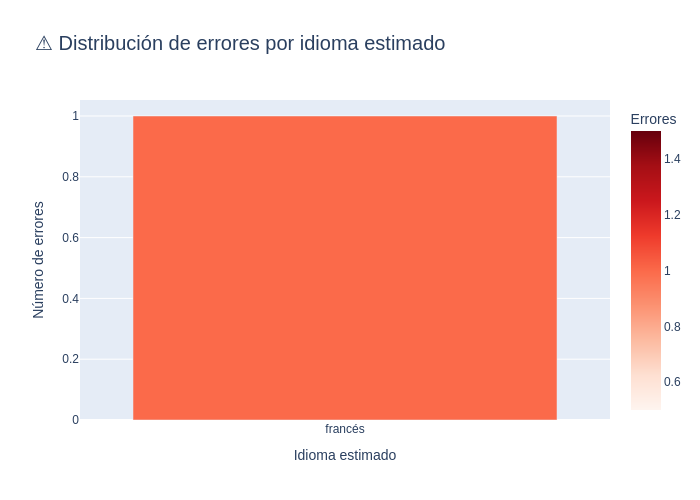 ⚠ Distribución de errores por idioma estimado
Errores
1.4
1.2
1
0.8
0.6
Número de errores
1
0.8
0.6
0.4
0.2
0
francés
Idioma estimado